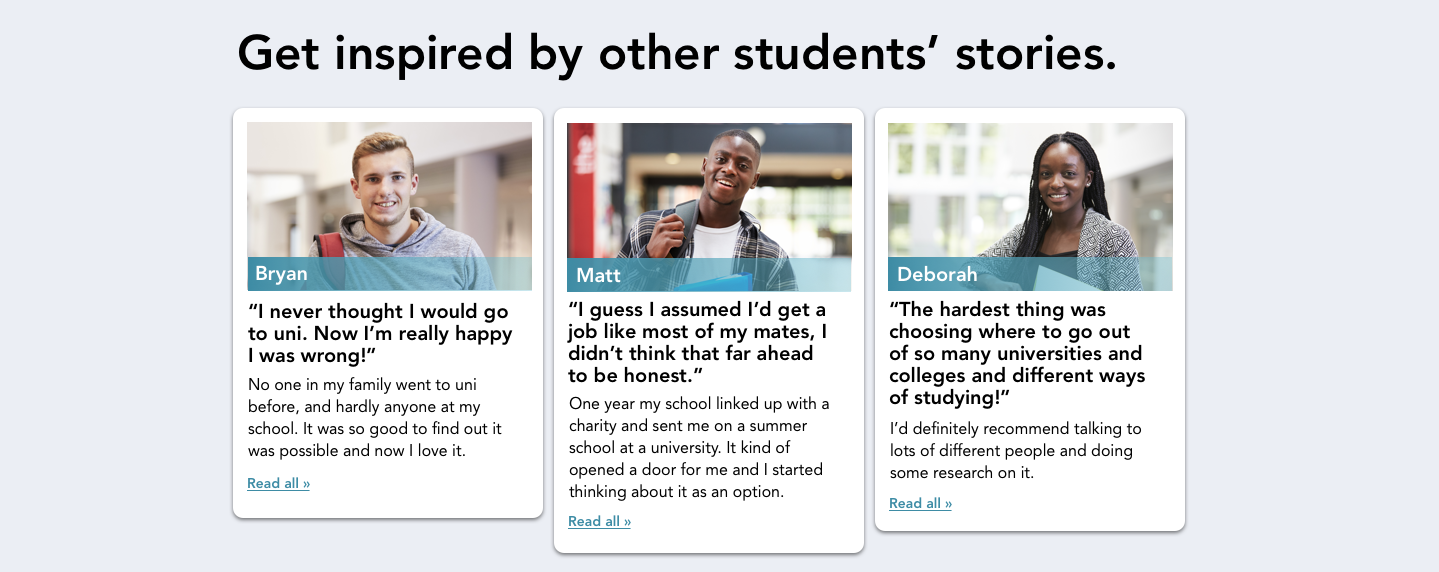 Get inspired by other students’ stories.
Bryan
“I never thought I would go
to uni. Now I’m really happy
I was wrong!”
No one in my family went to uni
before, and hardly anyone at my
school. It was so good to find out it
was possible and now I love it.
Read all »
the
Matt
“I guess I assumed I’d get a
job like most of my mates, I
didn’t think that far ahead
to be honest.”
One year my school linked up with a
charity and sent me on a summer
school at a university. It kind of
opened a door for me and I started
thinking about it as an option.
Read all »
Deborah
“The hardest thing was
choosing where to go out
of so many universities and
colleges and different ways
of studying!”
I’d definitely recommend talking to
lots of different people and doing
some research on it.
Read all »